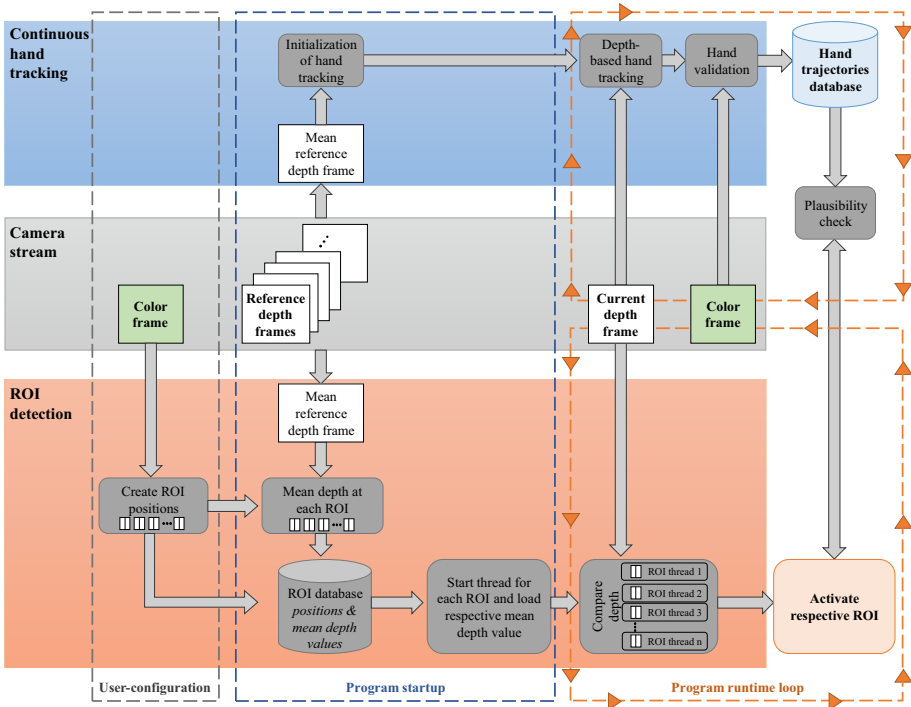 Continuous
hand
tracking
Initialization
of hand
tracking
Depth-
based hand
tracking
Hand
validation
Hand
trajectories
database
Mean
reference
depth frame
Plausibility
check
Camera
stream
Color
frame
Reference
depth
frames
Current
depth
frame
Color
frame
ROI
detection
Mean
reference
depth frame
Create ROI
positions
Mean depth at
each ROI
ROI database
positions &
mean depth
values
Start thread for
each ROI and load
respective mean
depth value
Compare
depth
ROI thread 1
ROI thread 2
ROI thread 3
ROI thread n
Activate
respective ROI
User-configuration
Program startup
Program runtime loop